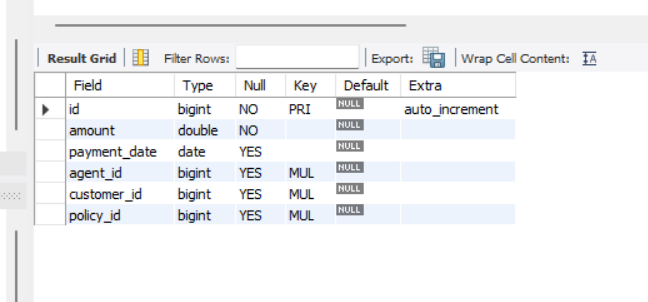 Result Grid Filter Rows: Export: Wrap Cell Content: IA
Field Type Null Key Default Extra
id bigint NO PRI NULL auto_increment
amount double NO NULL
payment_date date YES NULL
agent_id bigint YES MUL NULL
customer_id bigint YES MUL NULL
policy_id bigint YES MUL NULL